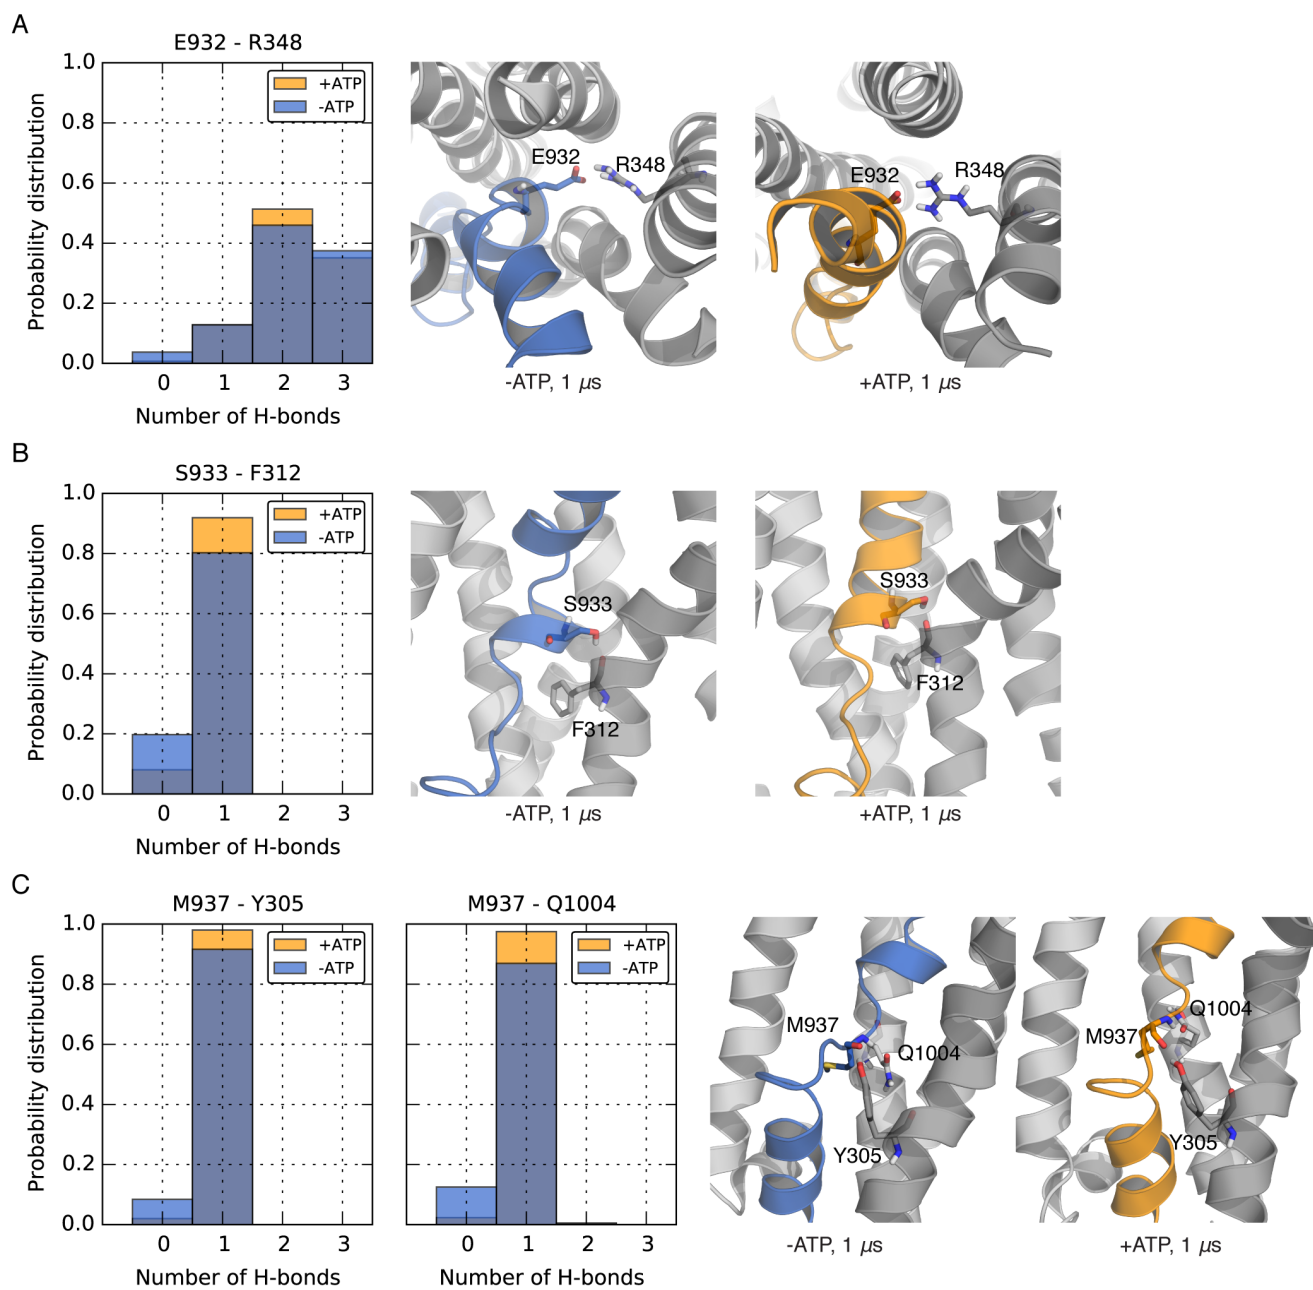 A
E932 - R348
1.0
0.8
0.6
0.4
0.2
0.0
Probability distribution
+ATP
-ATP
0 1 2 3
Number of H-bonds
E932
R348
-ATP, 1 µs
E932
R348
+ATP, 1 µs
B
S933 - F312
1.0
0.8
0.6
0.4
0.2
0.0
Probability distribution
+ATP
-ATP
0 1 2 3
Number of H-bonds
S933
F312
-ATP, 1 µs
S933
F312
+ATP, 1 µs
C
M937 - Y305
1.0
0.8
0.6
0.4
0.2
0.0
Probability distribution
+ATP
-ATP
0 1 2 3
Number of H-bonds
M937 - Q1004
+ATP
-ATP
0 1 2 3
Number of H-bonds
M937
Q1004
Y305
-ATP, 1 µs
Q1004
M937
Y305
+ATP, 1 µs